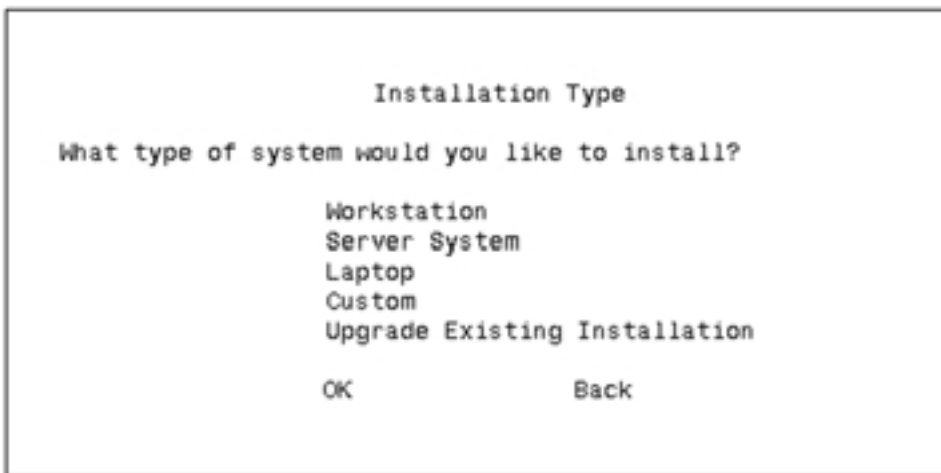 Installation Type
What type of system would you like to install?
Workstation
Server System
Laptop
Custom
Upgrade Existing Installation
OK Back